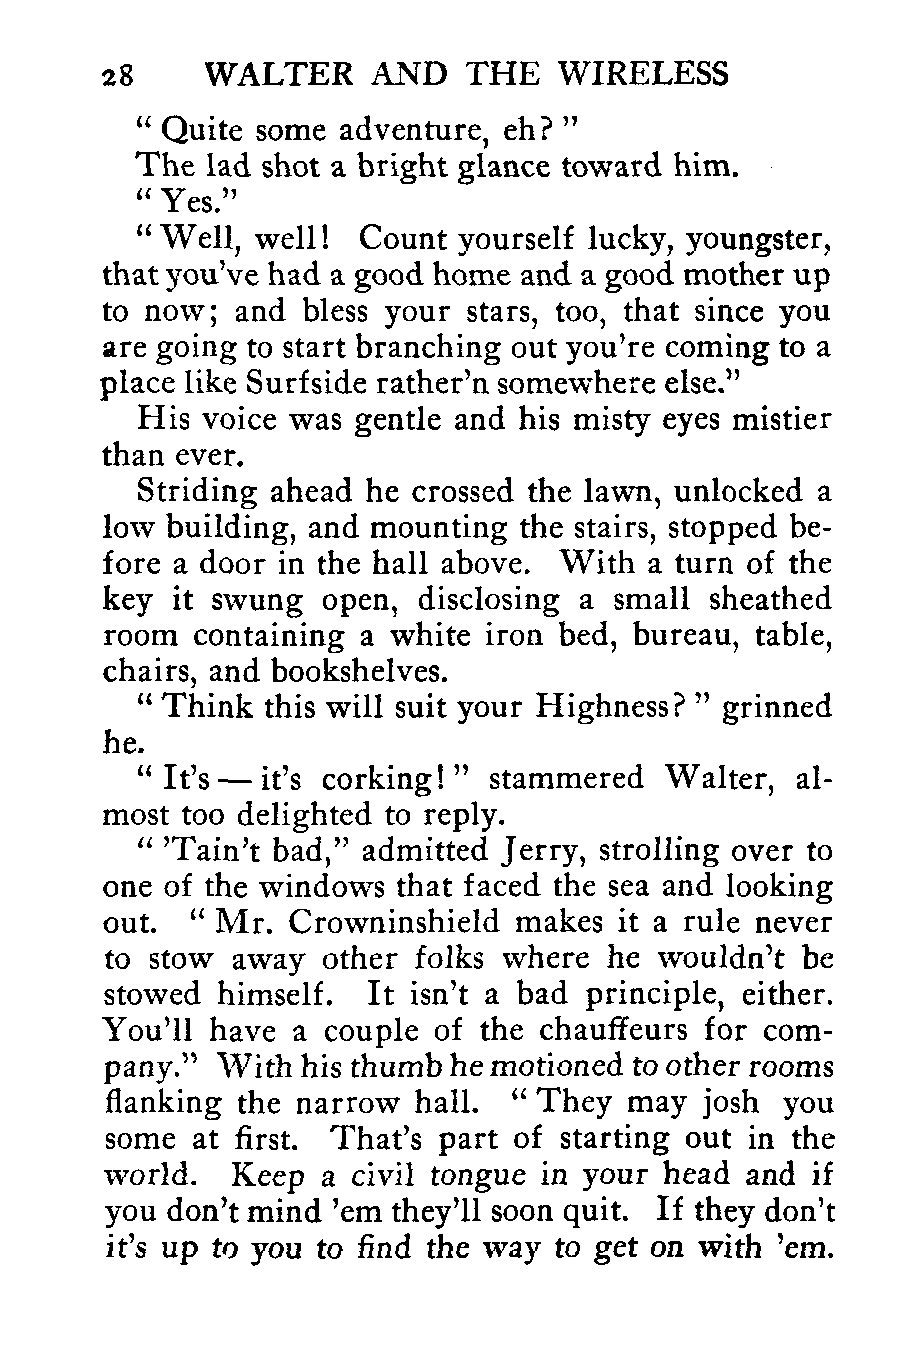 28 WALTER AND THE WIRELESS
“ Quite some adventure, eh? ”
The lad shot a bright glance toward him.
“ Yes.”
“ Well, well! Count yourself lucky, youngster,
that you’ve had a good home and a good mother up
to now; and bless your stars, too, that since you
are going to start branching out you’re coming to a
place like Surfside rather’n somewhere else.”
His voice was gentle and his misty eyes mistier
than ever.
Striding ahead he crossed the lawn, unlocked a
low building, and mounting the stairs, stopped be-
fore a door in the hall above. With a turn of the
key it swung open, disclosing a small sheathed
room containing a white iron bed, bureau, table,
chairs, and bookshelves.
“ Think this will suit your Highness? ” grinned
he.
“ It’s — it’s corking! ” stammered Walter, al-
most too delighted to reply.
“ ’Tain’t bad,” admitted Jerry, strolling over to
one of the windows that faced the sea and looking
out. “ Mr. Crowninshield makes it a rule never
to stow away other folks where he wouldn’t be
stowed himself. It isn’t a bad principle, either.
You’ll have a couple of the chauffeurs for com-
pany.” With his thumb he motioned to other rooms
flanking the narrow hall. “ They may josh you
some at first. That’s part of starting out in the
world. Keep a civil tongue in your head and if
you don’t mind ’em they’ll soon quit. If they don’t
it’s up to you to find the way to get on with ’em.